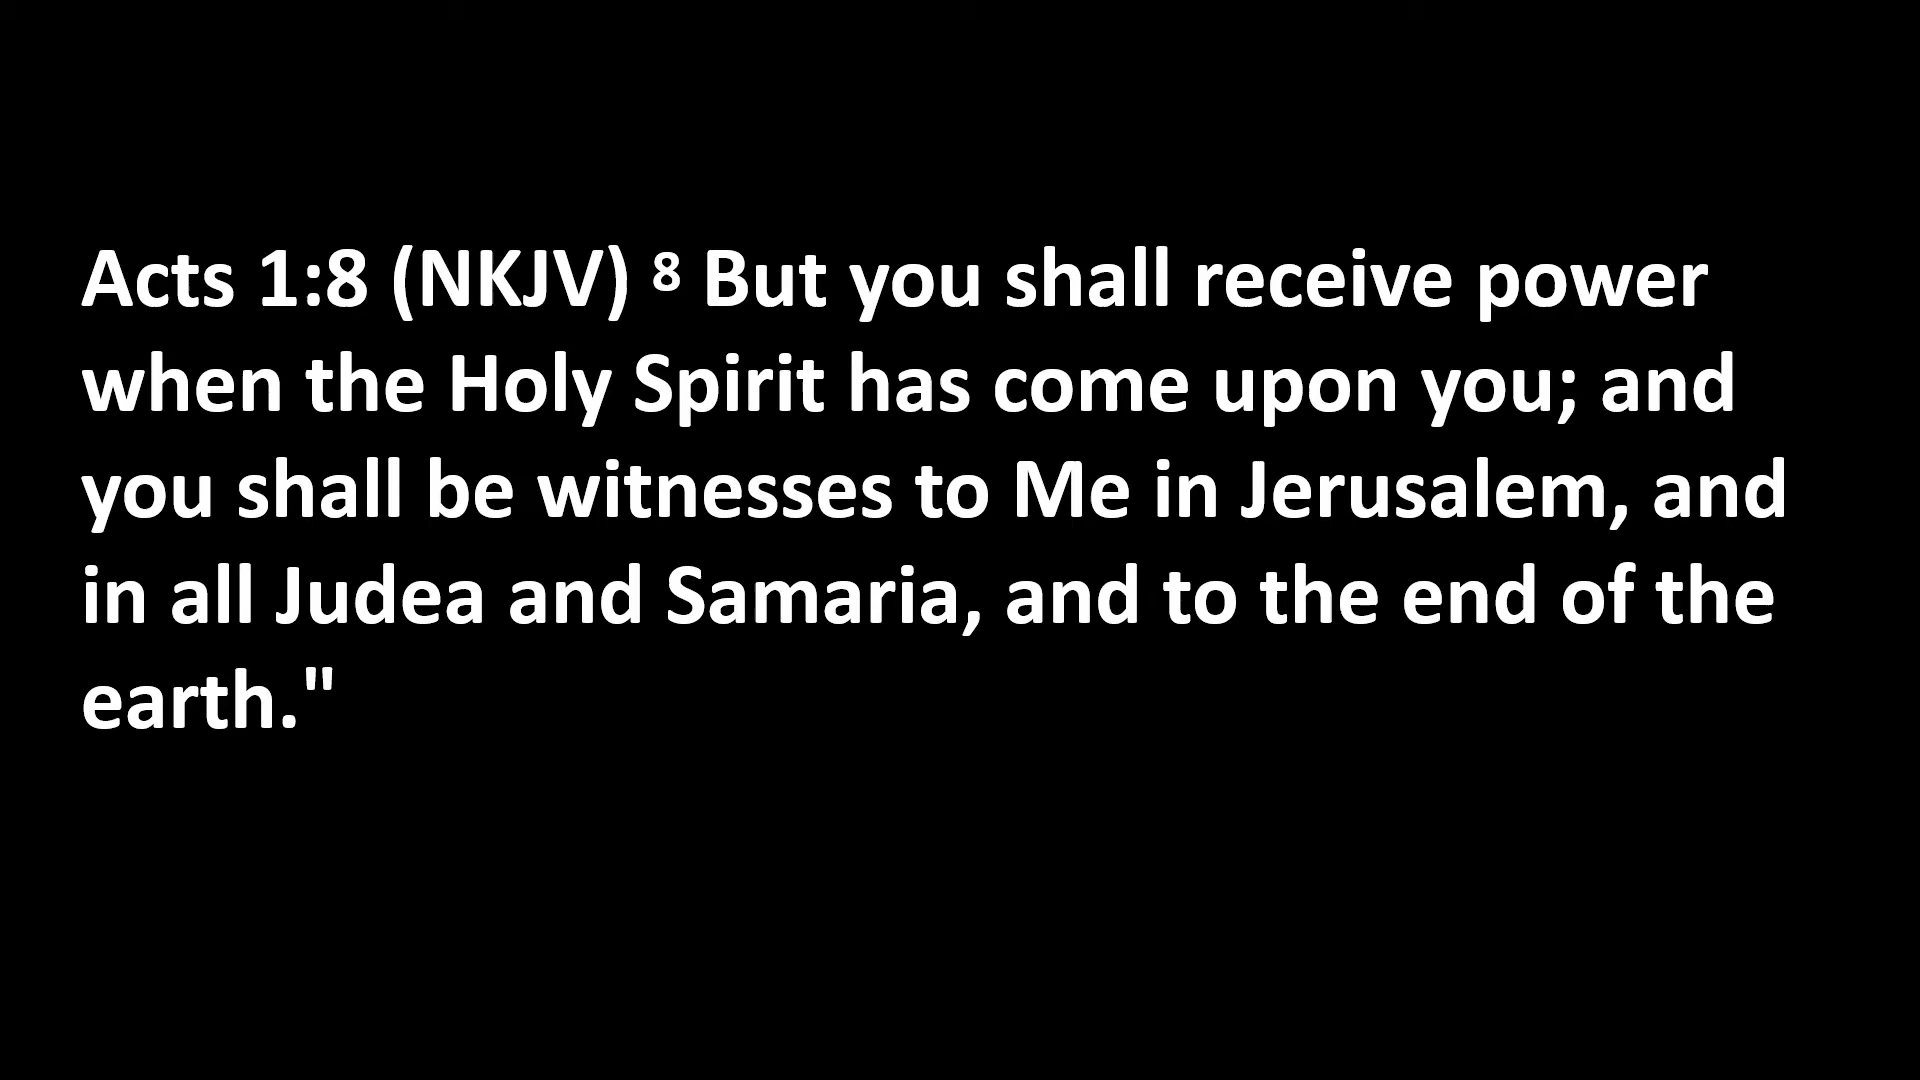 Acts 1:8 (NKJV) ⁸ But you shall receive power
when the Holy Spirit has come upon you; and
you shall be witnesses to Me in Jerusalem, and
in all Judea and Samaria, and to the end of the
earth."